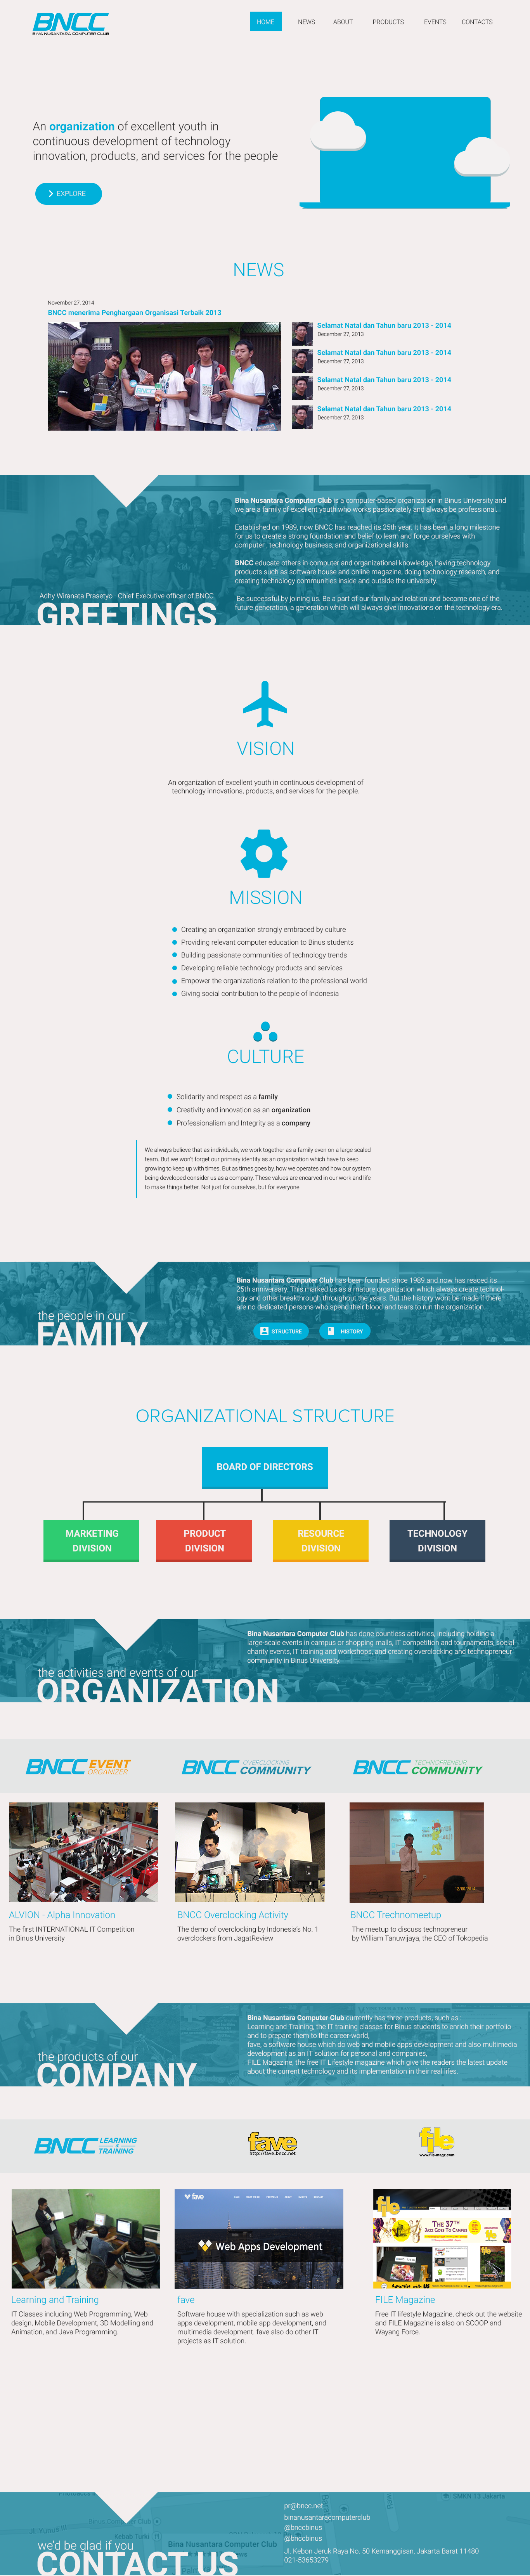 BNCC
BINA NUSANTARA COMPUTER CLUB
HOME NEWS ABOUT PRODUCTS EVENTS CONTACTS
An organization of excellent youth in
continuous development of technology
innovation, products, and services for the people
EXPLORE
NEWS
November 27, 2014
BNCC menerima Penghargaan Organisasi Terbaik 2013
BNCC
Selamat Natal dan Tahun baru 2013 - 2014
December 27, 2013
Selamat Natal dan Tahun baru 2013 - 2014
December 27, 2013
Selamat Natal dan Tahun baru 2013 - 2014
December 27, 2013
Selamat Natal dan Tahun baru 2013 - 2014
December 27, 2013
Bina Nusantara Computer Club is a computer-based organization in Binus University and
we are a family of excellent youth who works passionately and always be professional.
Established on 1989, now BNCC has reached its 25th year. It has been a long milestone
for us to create a strong foundation and belief to learn and forge ourselves with
computer , technology business, and organizational skills.
BNCC educate others in computer and organizational knowledge, having technology
products such as software house and online magazine, doing technology research, and
creating technology communities inside and outside the university.
Be successful by joining us. Be a part of our family and relation and become one of the
future generation, a generation which will always give innovations on the technology era.
Adhy Wiranata Prasetyo - Chief Executive officer of BNCC
GREETINGS
VISION
An organization of excellent youth in continuous development of
technology innovations, products, and services for the people.
MISSION
Creating an organization strongly embraced by culture
Providing relevant computer education to Binus students
Building passionate communities of technology trends
Developing reliable technology products and services
Empower the organization's relation to the professional world
Giving social contribution to the people of Indonesia
CULTURE
Solidarity and respect as a family
Creativity and innovation as an organization
Professionalism and Integrity as a company
We always believe that as individuals, we work together as a family even on a large scaled
team. But we won't forget our primary identity as an organization which have to keep
growing to keep up with times. But as times goes by, how we operates and how our system
being developed consider us as a company. These values are encarved in our work and life
to make things better. Not just for ourselves, but for everyone.
Bina Nusantara Computer Club has been founded since 1989 and now has reaced its
25th anniversary. This marked us as a mature organization which always create technol-
ogy and other breakthrough throughout the years. But the history wont be made if there
are no dedicated persons who spend their blood and tears to run the organization.
the people in our
FAMILY
STRUCTURE
HISTORY
ORGANIZATIONAL STRUCTURE
BOARD OF DIRECTORS
MARKETING DIVISION
PRODUCT DIVISION
RESOURCE DIVISION
TECHNOLOGY DIVISION
Bina Nusantara Computer Club has done countless activities, including holding a
large-scale events in campus or shopping malls, IT competition and tournaments, social
charity events, IT training and workshops, and creating overclocking and technopreneur
community in Binus University.
the activities and events of our
ORGANIZATION
BNCC EVENT ORGANIZER
BNCC OVERCLOCKING COMMUNITY
BNCC TECHNOPRENEUR COMMUNITY
ALVION - Alpha Innovation
The first INTERNATIONAL IT Competition
in Binus University
BNCC Overclocking Activity
The demo of overclocking by Indonesia's No. 1
overclockers from JagatReview
BNCC Trechnomeetup
The meetup to discuss technopreneur
by William Tanuwijaya, the CEO of Tokopedia
Bina Nusantara Computer Club currently has three products, such as :
Learning and Training, the IT training classes for Binus students to enrich their portfolio
and to prepare them to the career-world,
fave, a software house which do web and mobile apps development and also multimedia
development as an IT solution for personal and companies,
FILE Magazine, the free IT Lifestyle magazine which give the readers the latest update
about the current technology and its implementation in their real lifes.
the products of our
COMPANY
BNCC LEARNING & TRAINING
fave
http://fave.bncc.net
file
www.file-magz.com
fave
Web Apps Development
file
THE 37TH
JAZZ GOES TO CAMPUS
Learning and Training
IT Classes including Web Programming, Web
design, Mobile Development, 3D Modelling and
Animation, and Java Programming.
fave
Software house with specialization such as web
apps development, mobile app development, and
multimedia development. fave also do other IT
projects as IT solution.
FILE Magazine
Free IT lifestyle Magazine, check out the website
and FILE Magazine is also on SCOOP and
Wayang Force.
SMKN 13 Jakarta
Jl. Kebon Jeruk Raya No. 50 Kemanggisan, Jakarta Barat 11480
021-53653279
pr@bncc.net
binanusantaracomputerclub
@bnccbinus
@bnccbinus
Bina Nusantara Computer Club
we'd be glad if you
CONTACT US